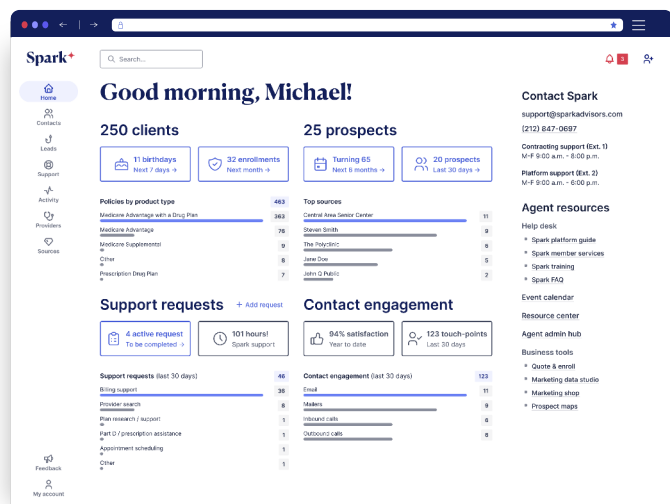 Spark
Search...
3
Home
Contacts
Leads
Support
Activity
Providers
Sources
Feedback
My account
Good morning, Michael!
250 clients
11 birthdays
Next 7 days →
32 enrollments
Next month →
Policies by product type 463
Medicare Advantage with a Drug Plan 363
Medicare Advantage 76
Medicare Supplemental 9
Other 8
Prescription Drug Plan 7
25 prospects
Turning 65
Next 6 months →
20 prospects
Last 30 days →
Top sources
Central Area Senior Center 11
Steven Smith 9
The Polyclinic 6
Jane Doe 5
John Q Public 2
Support requests + Add request
4 active request
To be completed →
101 hours!
Spark support
Support requests (last 30 days) 46
Billing support 36
Provider search 8
Plan research / support 1
Part D / prescription assistance 1
Appointment scheduling 1
Other 1
Contact engagement
94% satisfaction
Year to date
123 touch-points
Last 30 days
Contact engagement (last 30 days) 123
Email 11
Mailers 9
Inbound calls 6
Outbound calls 6
Contact Spark
support@sparkadvisors.com
(212) 847-0697
Contracting support (Ext. 1)
M-F 9:00 a.m. - 8:00 p.m.
Platform support (Ext. 2)
M-F 9:00 a.m. - 6:00 p.m.
Agent resources
Help desk
Spark platform guide
Spark member services
Spark training
Spark FAQ
Event calendar
Resource center
Agent admin hub
Business tools
Quote & enroll
Marketing data studio
Marketing shop
Prospect maps